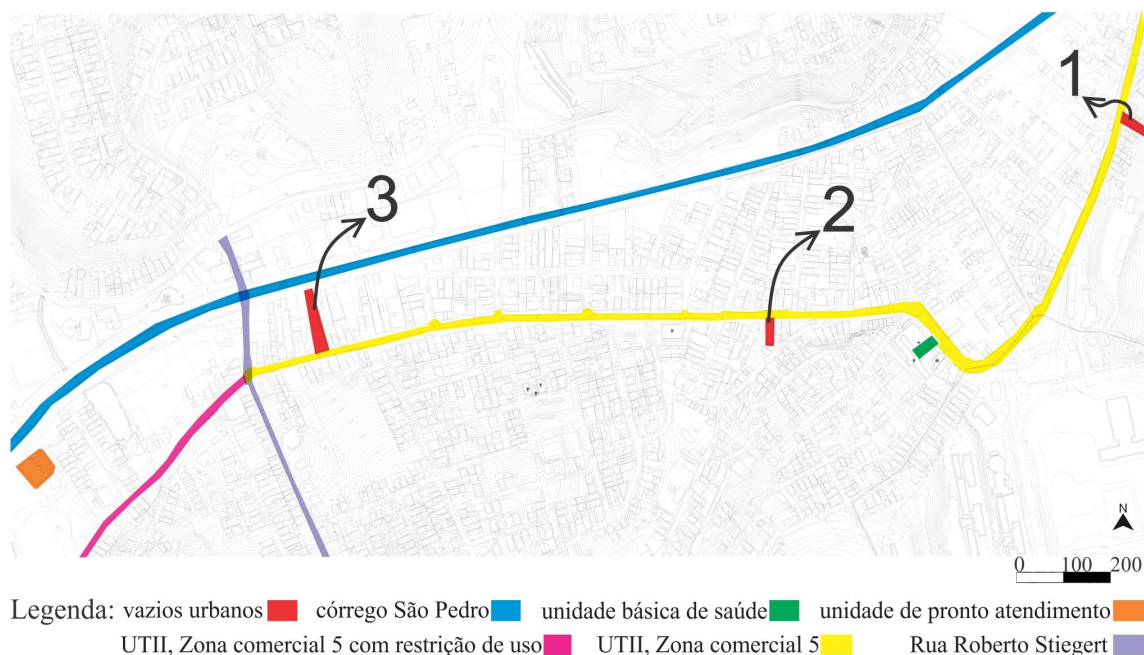 1
3
2
N
0 100 200
Legenda: vazios urbanos córrego São Pedro unidade básica de saúde unidade de pronto atendimento
UTII, Zona comercial 5 com restrição de uso UTII, Zona comercial 5 Rua Roberto Stiegert